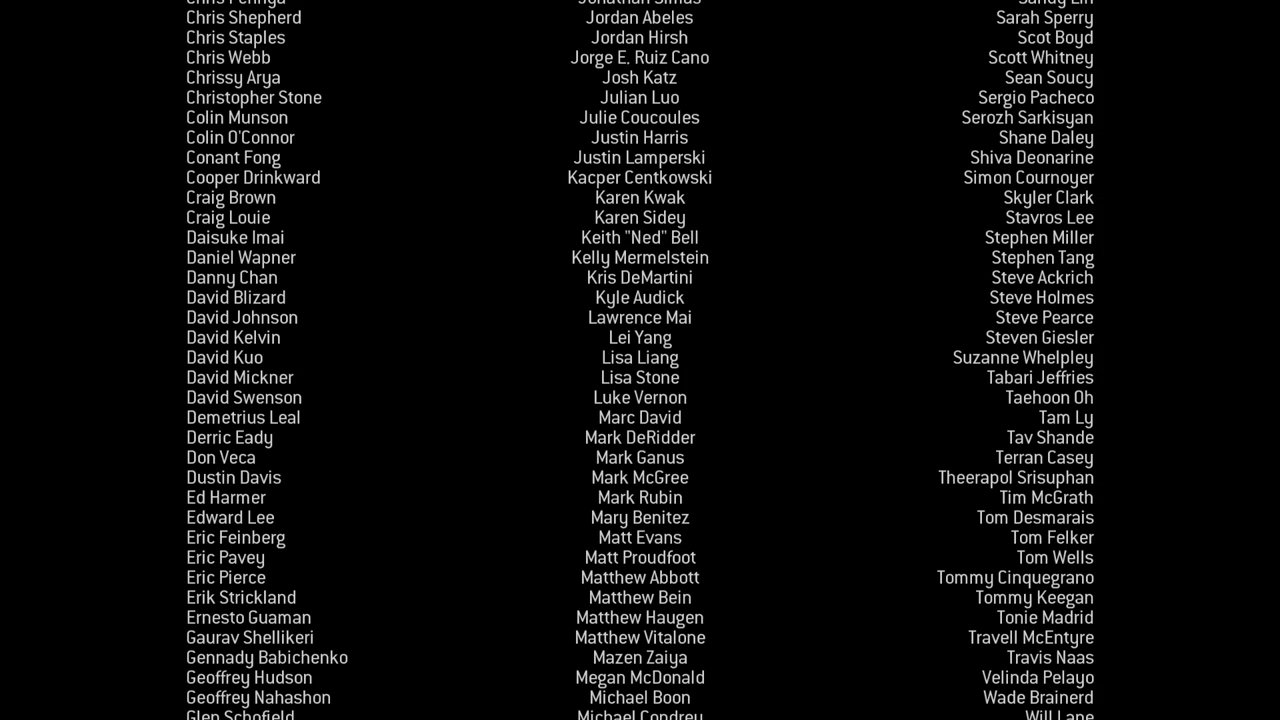 Chris Shepherd
Chris Staples
Chris Webb
Chrissy Arya
Christopher Stone
Colin Munson
Colin O'Connor
Conant Fong
Cooper Drinkward
Craig Brown
Craig Louie
Daisuke Imai
Daniel Wapner
Danny Chan
David Blizard
David Johnson
David Kelvin
David Kuo
David Mickner
David Swenson
Demetrius Leal
Derric Eady
Don Veca
Dustin Davis
Ed Harmer
Edward Lee
Eric Feinberg
Eric Pavey
Eric Pierce
Erik Strickland
Ernesto Guaman
Gaurav Shellikeri
Gennady Babichenko
Geoffrey Hudson
Geoffrey Nahashon
Glen Schofield
Jordan Abeles
Jordan Hirsh
Jorge E. Ruiz Cano
Josh Katz
Julian Luo
Julie Coucoules
Justin Harris
Justin Lamperski
Kacper Centkowski
Karen Kwak
Karen Sidey
Keith "Ned" Bell
Kelly Mermelstein
Kris DeMartini
Kyle Audick
Lawrence Mai
Lei Yang
Lisa Liang
Lisa Stone
Luke Vernon
Marc David
Mark DeRidder
Mark Ganus
Mark McGree
Mark Rubin
Mary Benitez
Matt Evans
Matt Proudfoot
Matthew Abbott
Matthew Bein
Matthew Haugen
Matthew Vitalone
Mazen Zaiya
Megan McDonald
Michael Boon
Michael Condrey
Sarah Sperry
Scot Boyd
Scott Whitney
Sean Soucy
Sergio Pacheco
Serozh Sarkisyan
Shane Daley
Shiva Deonarine
Simon Cournoyer
Skyler Clark
Stavros Lee
Stephen Miller
Stephen Tang
Steve Ackrich
Steve Holmes
Steve Pearce
Steven Giesler
Suzanne Whelpley
Tabari Jeffries
Taehoon Oh
Tam Ly
Tav Shande
Terran Casey
Theerapol Srisuphan
Tim McGrath
Tom Desmarais
Tom Felker
Tom Wells
Tommy Cinquegrano
Tommy Keegan
Tonie Madrid
Travell McEntyre
Travis Naas
Velinda Pelayo
Wade Brainerd
Will Lane